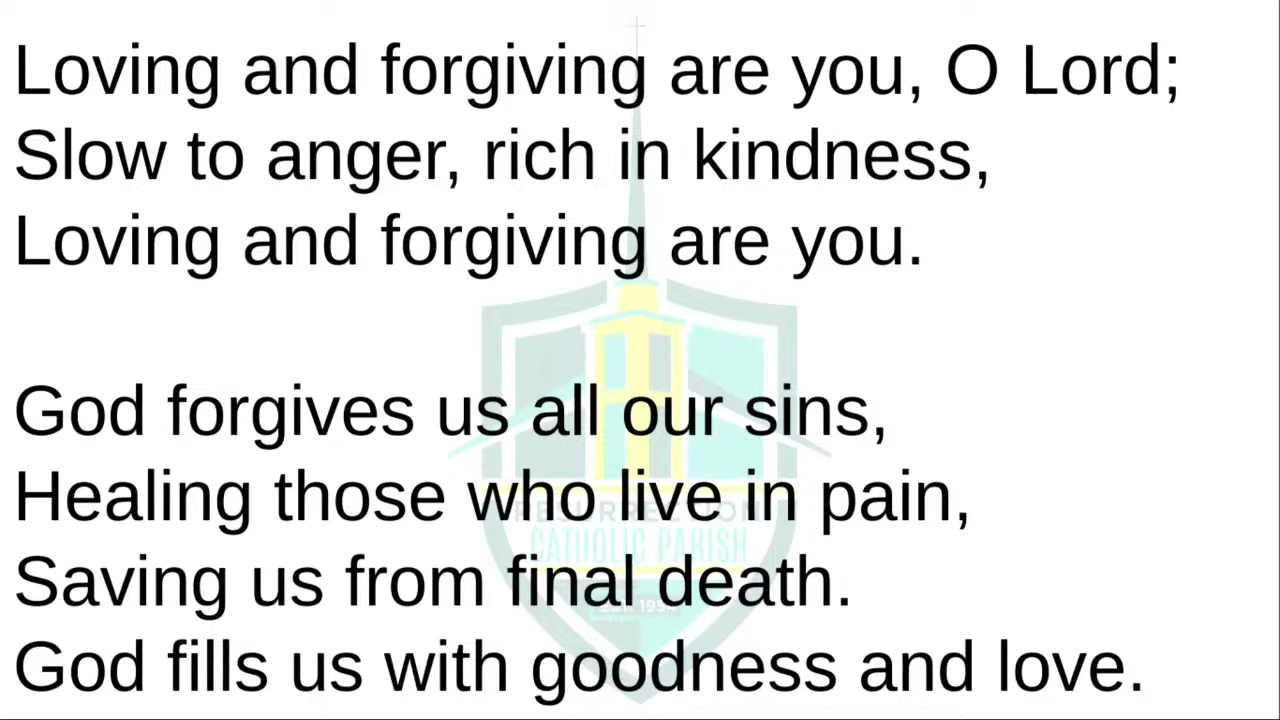 Loving and forgiving are you, O Lord;
Slow to anger, rich in kindness,
Loving and forgiving are you.
God forgives us all our sins,
Healing those who live in pain,
RESURRECTION
CATHOLIC PARISH
Saving us from final death.
God fills us with goodness and love.